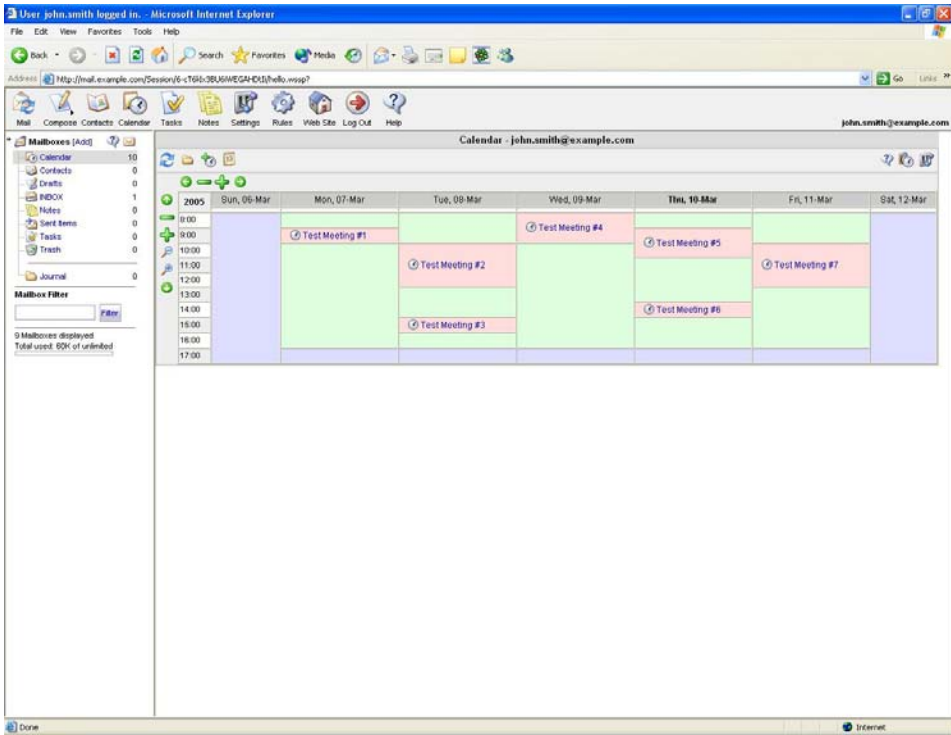 User john.smith logged in. - Microsoft Internet Explorer
File Edit View Favorites Tools Help
Back Search Favorites Media
Address Go Links
Mail Compose Contacts Calendar Tasks Notes Settings Rules Web Site Log Out Help john.smith@example.com
Mailboxes [Add]
Calendar 10
Contacts 0
Drafts 0
INBOX 1
Notes 0
Sent Items 0
Tasks 0
Trash 0
Journal 0
Mailbox Filter
Filter
9 Mailboxes displayed
Total used: 60K of unlimited
Calendar - john.smith@example.com
2005 Sun, 06-Mar Mon, 07-Mar Tue, 08-Mar Wed, 09-Mar Thu, 10-Mar Fri, 11-Mar Sat, 12-Mar
8:00
Test Meeting #4
9:00 Test Meeting #1
Test Meeting #5
10:00
11:00 Test Meeting #2 Test Meeting #7
12:00
13:00
14:00 Test Meeting #6
15:00 Test Meeting #3
16:00
17:00
Done Internet